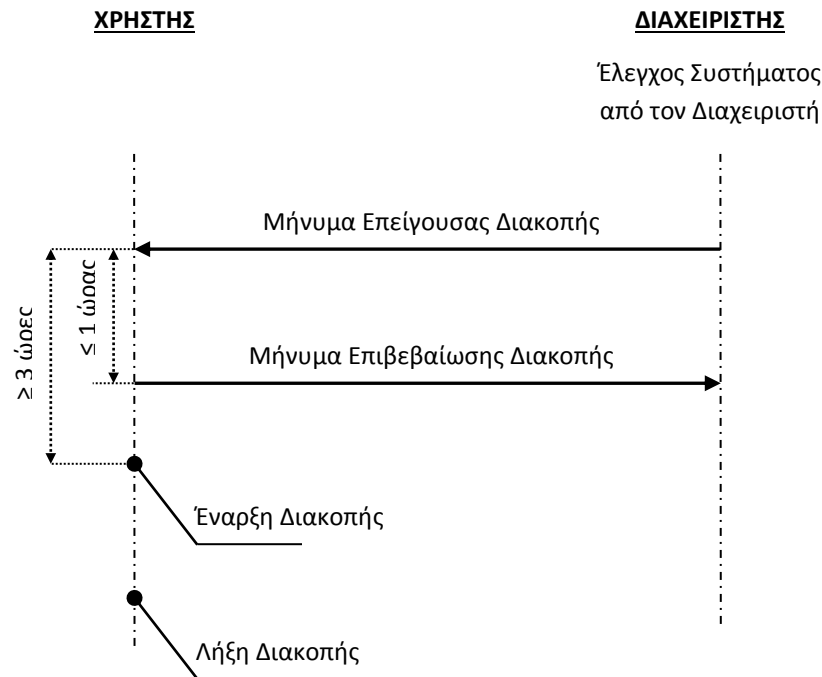 ΧΡΗΣΤΗΣ
ΔΙΑΧΕΙΡΙΣΤΗΣ
Έλεγχος Συστήματος
από τον Διαχειριστή
Μήνυμα Επείγουσας Διακοπής
≥ 3 ώρες
≤ 1 ώρας
Μήνυμα Επιβεβαίωσης Διακοπής
Έναρξη Διακοπής
Λήξη Διακοπής